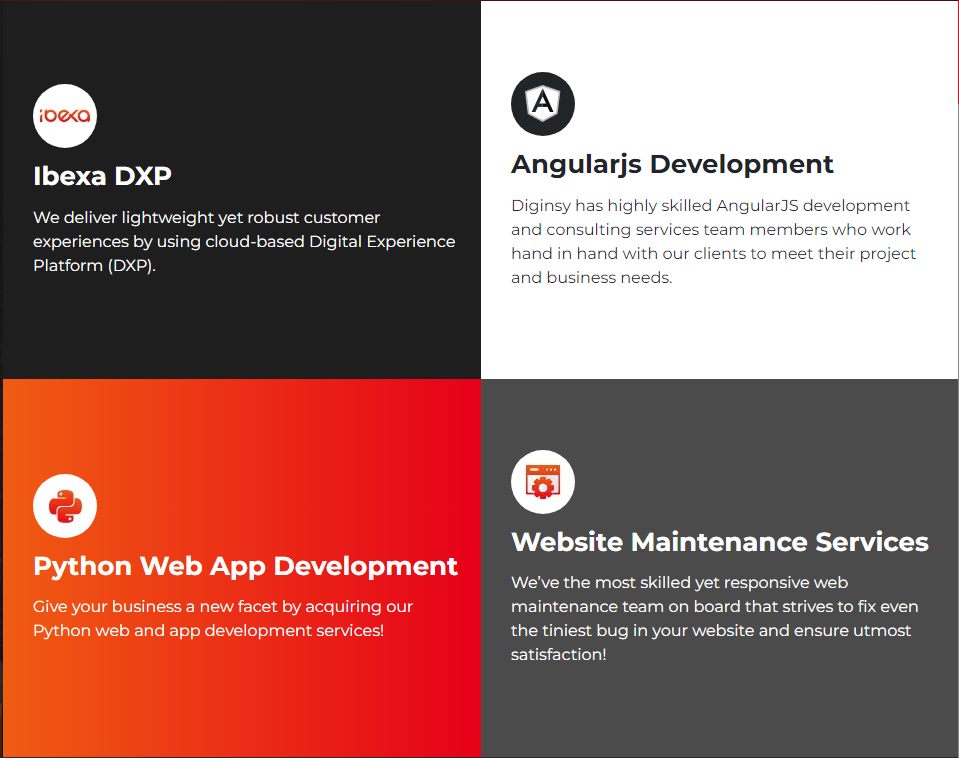 ibexa
Ibexa DXP
We deliver lightweight yet robust customer
experiences by using cloud-based Digital Experience
Platform (DXP).
A
Angularjs Development
Diginsy has highly skilled AngularJS development
and consulting services team members who work
hand in hand with our clients to meet their project
and business needs.
Python Web App Development
Give your business a new facet by acquiring our
Python web and app development services!
Website Maintenance Services
We’ve the most skilled yet responsive web
maintenance team on board that strives to fix even
the tiniest bug in your website and ensure utmost
satisfaction!